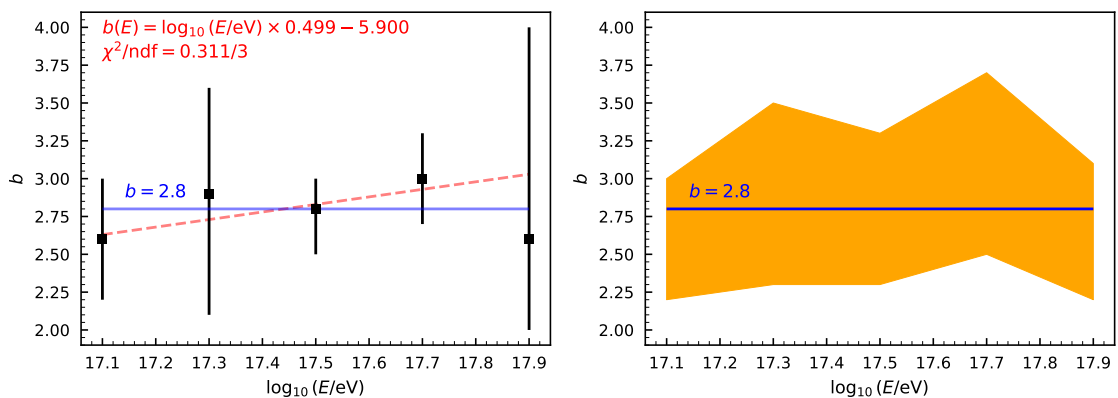 b(E) = log₁₀ (E/eV) × 0.499 − 5.900
χ²/ndf = 0.311/3
b = 2.8
4.00
3.75
3.50
3.25
3.00
2.75
2.50
2.25
2.00
b
17.1 17.2 17.3 17.4 17.5 17.6 17.7 17.8 17.9
log₁₀ (E/eV)
b = 2.8
4.00
3.75
3.50
3.25
3.00
2.75
2.50
2.25
2.00
b
17.1 17.2 17.3 17.4 17.5 17.6 17.7 17.8 17.9
log₁₀ (E/eV)